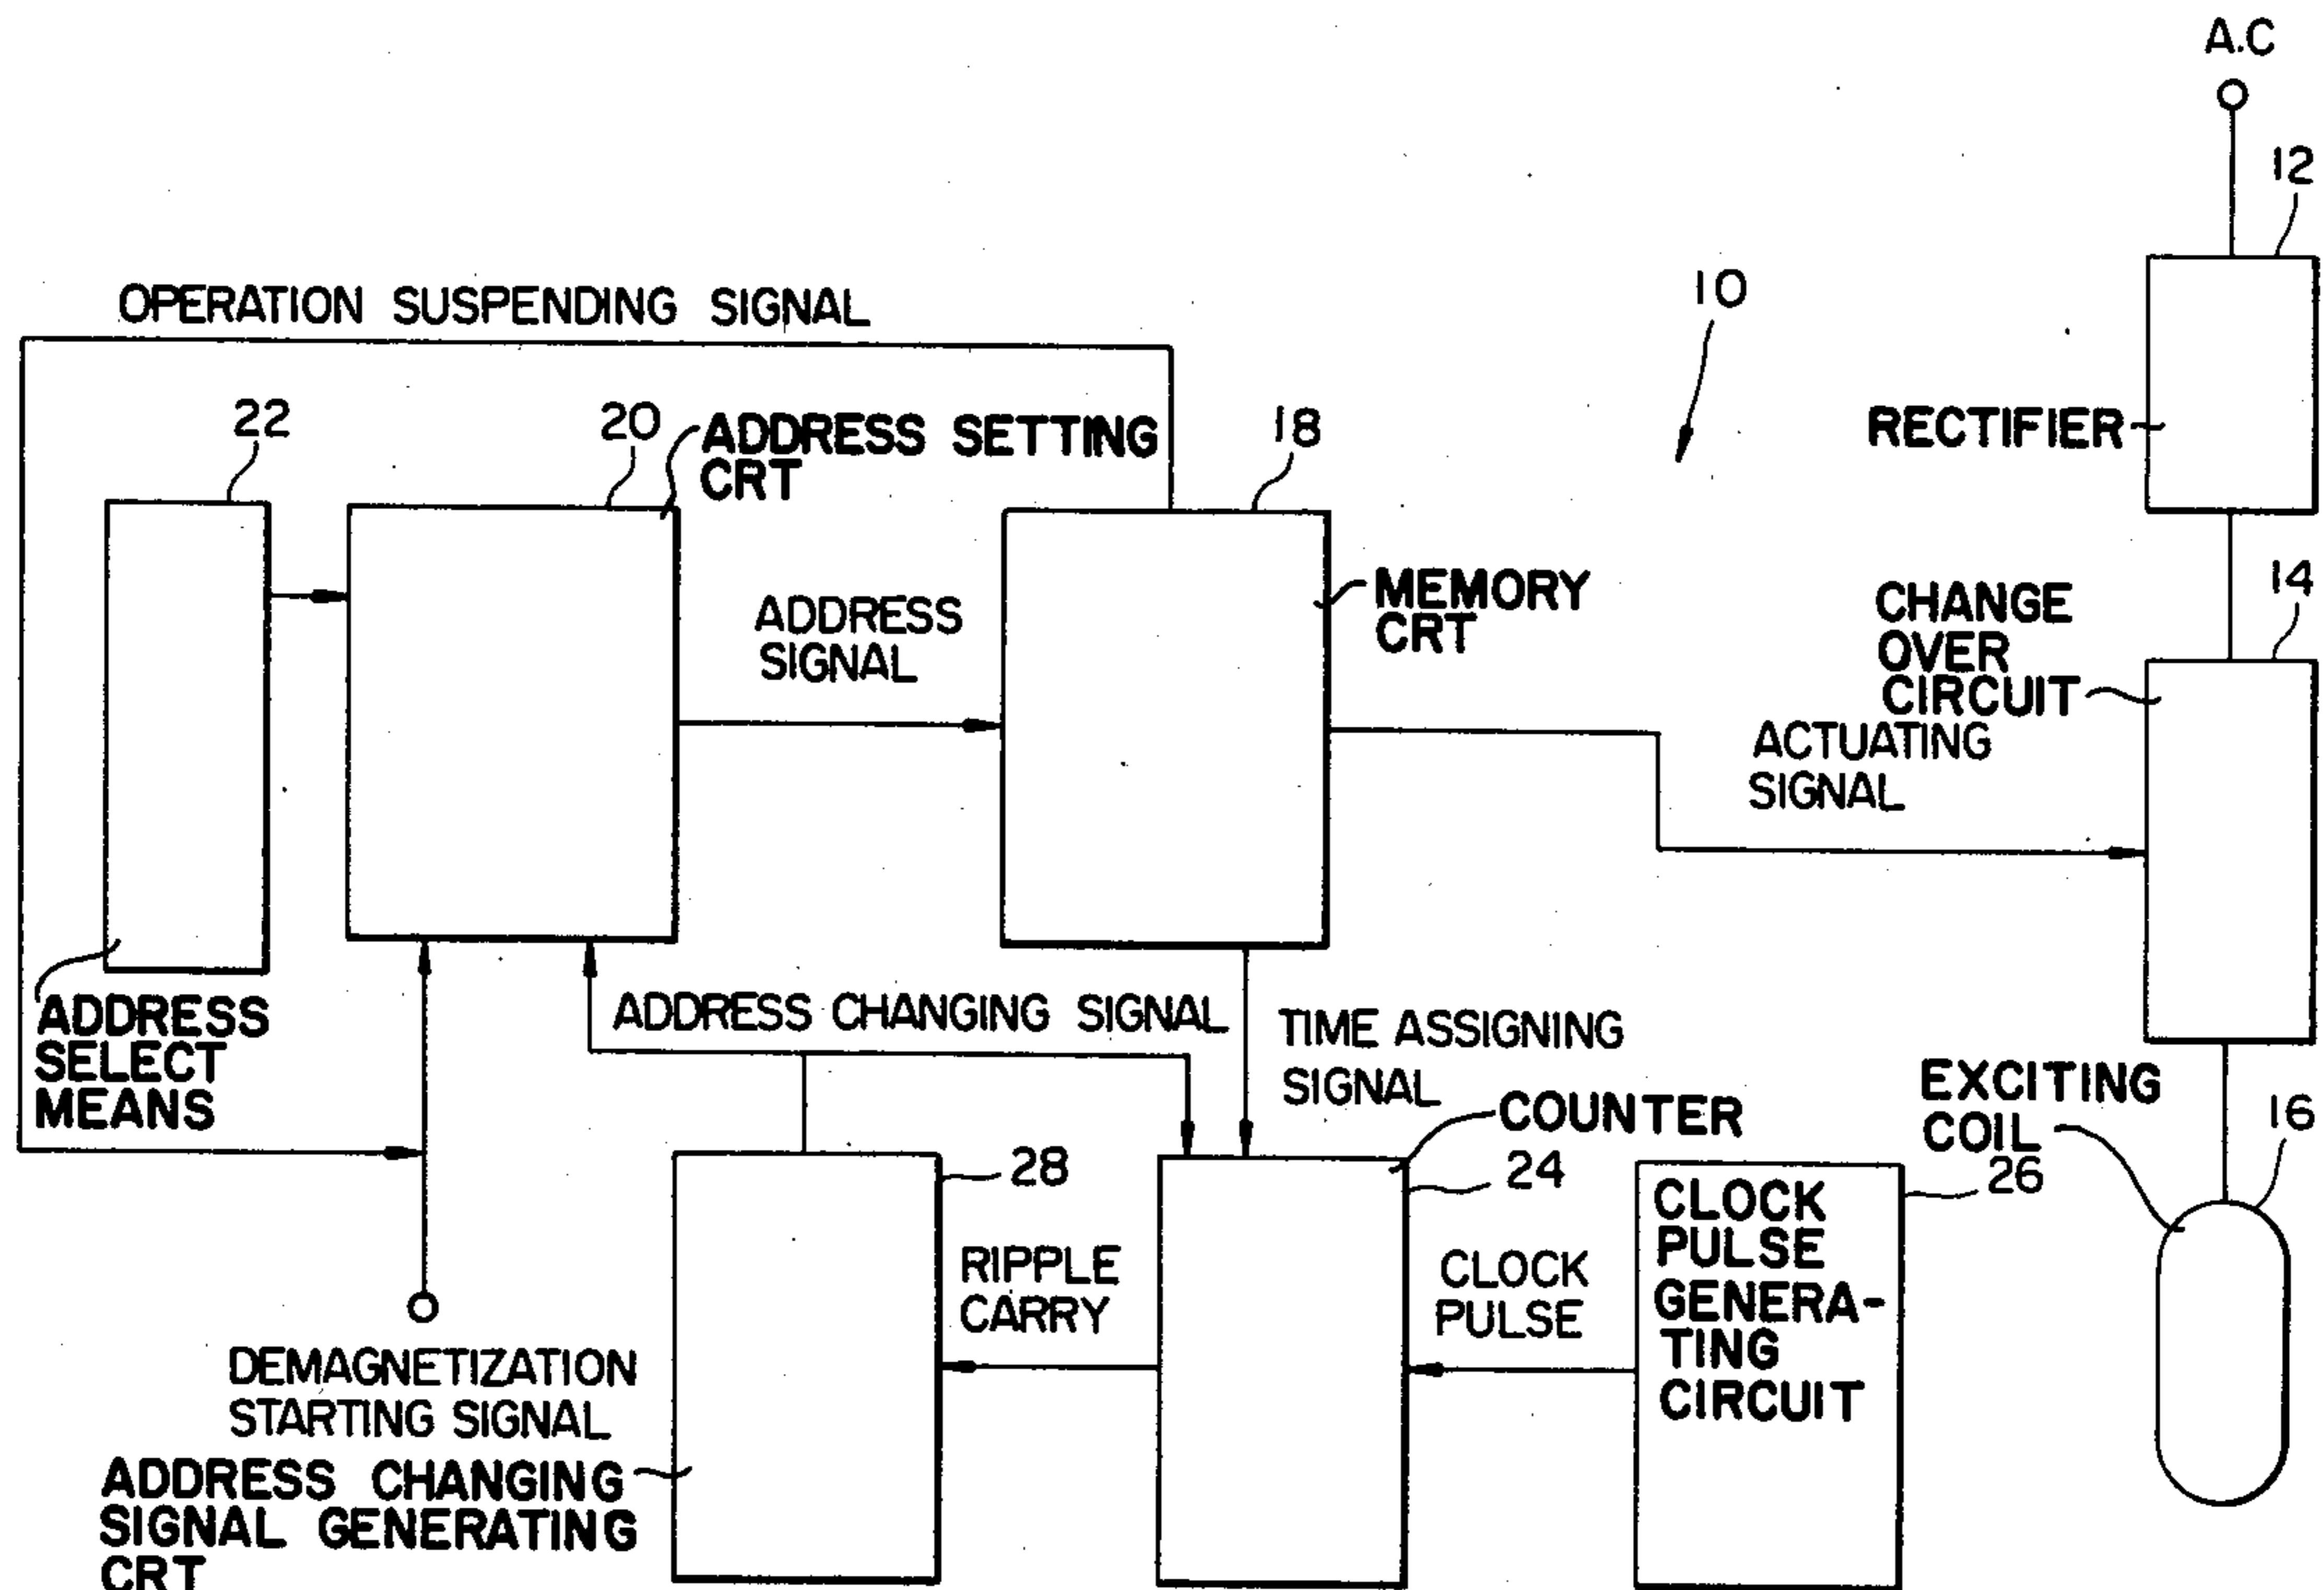 A.C
12
OPERATION SUSPENDING SIGNAL
10
22
20
ADDRESS SETTING
CRT
18
RECTIFIER
MEMORY
CRT
ADDRESS
SIGNAL
14
CHANGE
OVER
CIRCUIT
ACTUATING
SIGNAL
ADDRESS
SELECT
MEANS
ADDRESS CHANGING SIGNAL
TIME ASSIGNING
SIGNAL
COUNTER
24
EXCITING
COIL
16
28
26
CLOCK
PULSE
GENERA-
TING
CIRCUIT
RIPPLE
CARRY
CLOCK
PULSE
DEMAGNETIZATION
STARTING SIGNAL
ADDRESS CHANGING
SIGNAL GENERATING
CRT